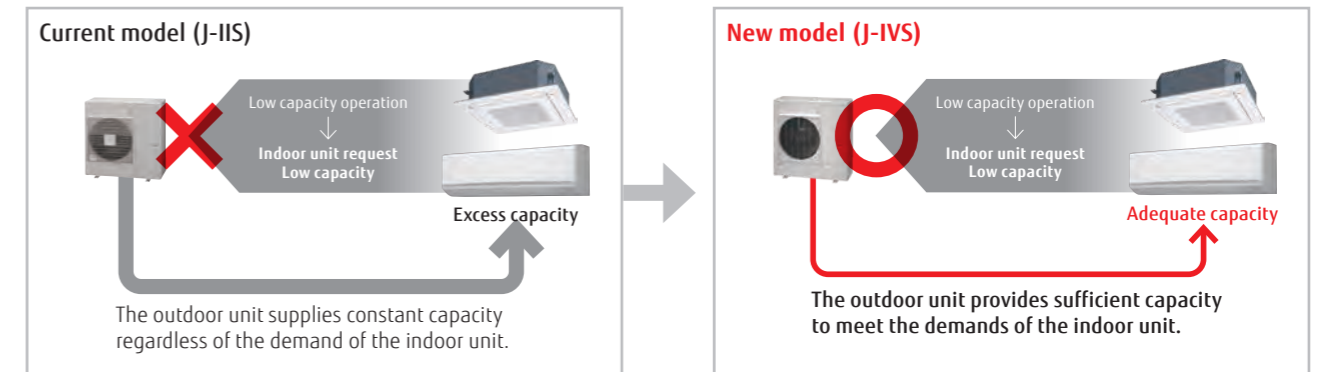 Current model (J-IIS)
Low capacity operation
↓
Indoor unit request
Low capacity
Excess capacity
The outdoor unit supplies constant capacity
regardless of the demand of the indoor unit.
New model (J-IVS)
Low capacity operation
↓
Indoor unit request
Low capacity
Adequate capacity
The outdoor unit provides sufficient capacity
to meet the demands of the indoor unit.